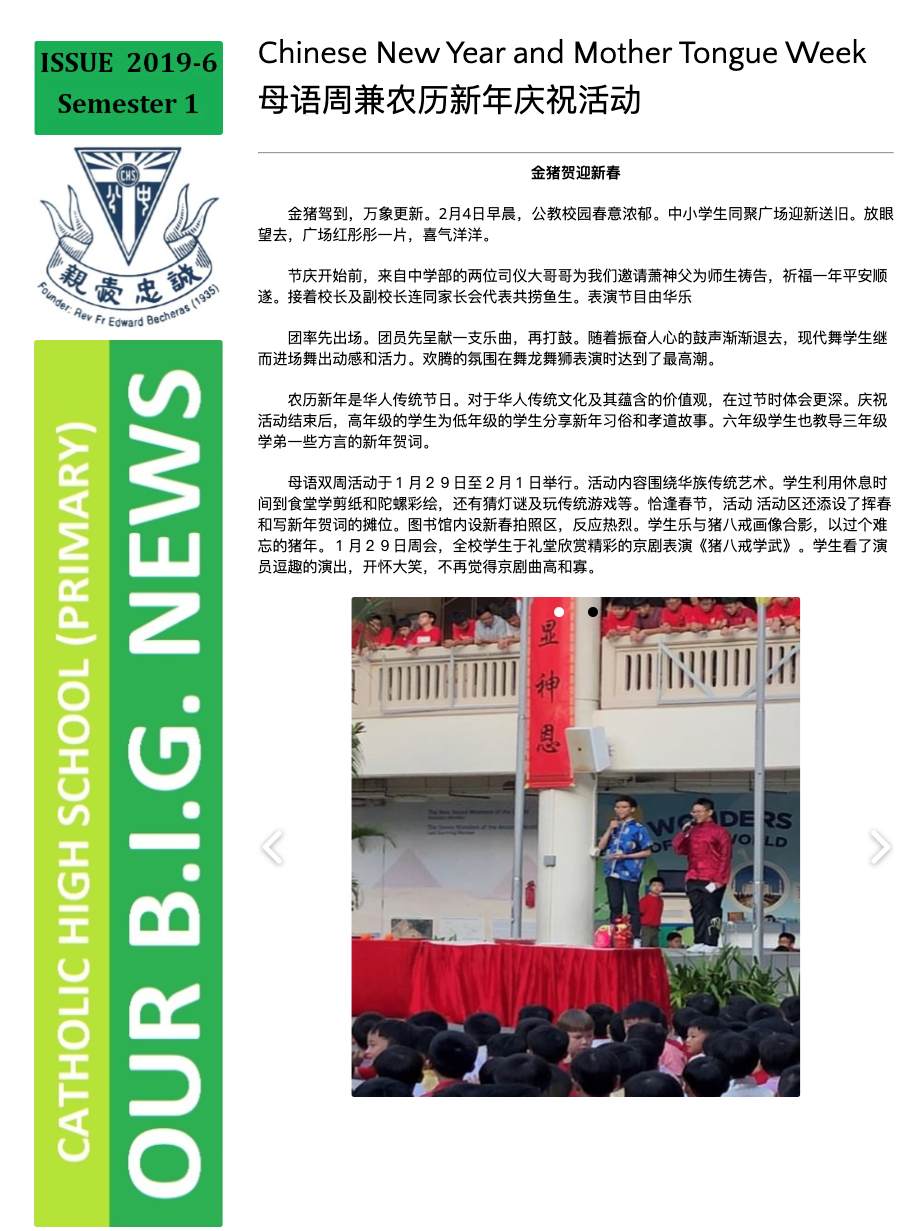 ISSUE 2019-6
Semester 1
CHS
親愛忠誠
Founder: Rev Fr Edward Becheras (1935)
CATHOLIC HIGH SCHOOL (PRIMARY)
OUR B.I.G. NEWS
Chinese New Year and Mother Tongue Week
母语周兼农历新年庆祝活动
金猪贺迎新春
金猪驾到，万象更新。2月4日早晨，公教校园春意浓郁。中小学生同聚广场迎新送旧。放眼
望去，广场红彤彤一片，喜气洋洋。
节庆开始前，来自中学部的两位司仪大哥哥为我们邀请萧神父为师生祷告，祈福一年平安顺
遂。接着校长及副校长连同家长会代表共捞鱼生。表演节目由华乐
团率先出场。团员先呈献一支乐曲，再打鼓。随着振奋人心的鼓声渐渐退去，现代舞学生继
而进场舞出动感和活力。欢腾的氛围在舞龙舞狮表演时达到了最高潮。
农历新年是华人传统节日。对于华人传统文化及其蕴含的价值观，在过节时体会更深。庆祝
活动结束后，高年级的学生为低年级的学生分享新年习俗和孝道故事。六年级学生也教导三年级
学弟一些方言的新年贺词。
母语双周活动于１月２９日至２月１日举行。活动内容围绕华族传统艺术。学生利用休息时
间到食堂学剪纸和陀螺彩绘，还有猜灯谜及玩传统游戏等。恰逢春节，活动 活动区还添设了挥春
和写新年贺词的摊位。图书馆内设新春拍照区，反应热烈。学生乐与猪八戒画像合影，以过个难
忘的猪年。１月２９日周会，全校学生于礼堂欣赏精彩的京剧表演《猪八戒学武》。学生看了演
员逗趣的演出，开怀大笑，不再觉得京剧曲高和寡。
显神恩
WONDERS
OF WORLD